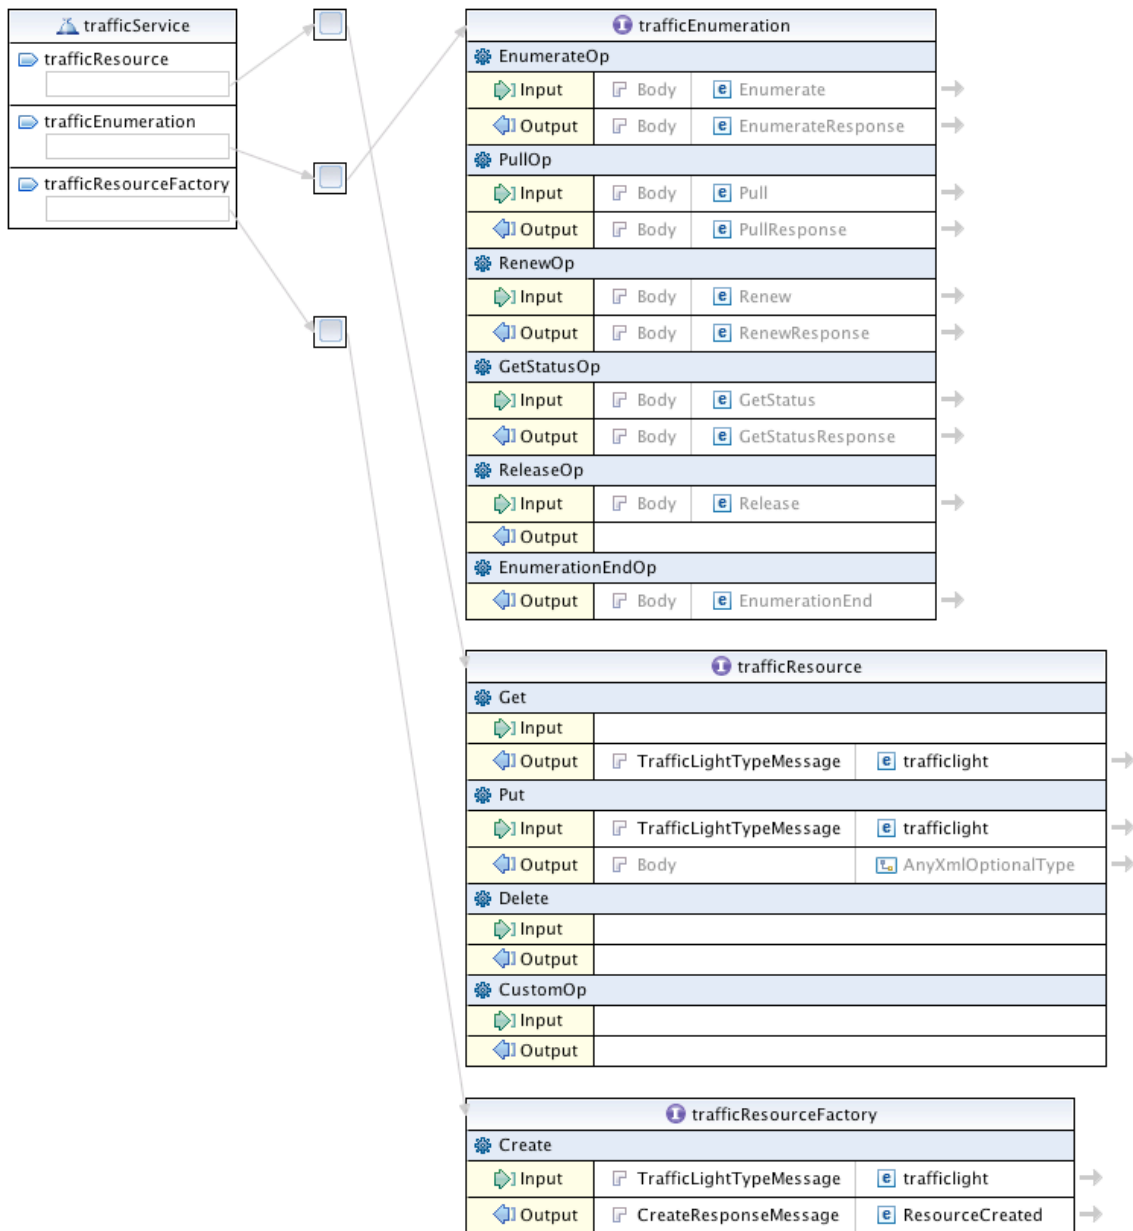 trafficService
trafficResource
trafficEnumeration
trafficResourceFactory
trafficEnumeration
EnumerateOp
Input Body e Enumerate
Output Body e EnumerateResponse
PullOp
Input Body e Pull
Output Body e PullResponse
RenewOp
Input Body e Renew
Output Body e RenewResponse
GetStatusOp
Input Body e GetStatus
Output Body e GetStatusResponse
ReleaseOp
Input Body e Release
Output
EnumerationEndOp
Output Body e EnumerationEnd
trafficResource
Get
Input
Output TrafficLightTypeMessage e trafficlight
Put
Input TrafficLightTypeMessage e trafficlight
Output Body AnyXmlOptionalType
Delete
Input
Output
CustomOp
Input
Output
trafficResourceFactory
Create
Input TrafficLightTypeMessage e trafficlight
Output CreateResponseMessage e ResourceCreated